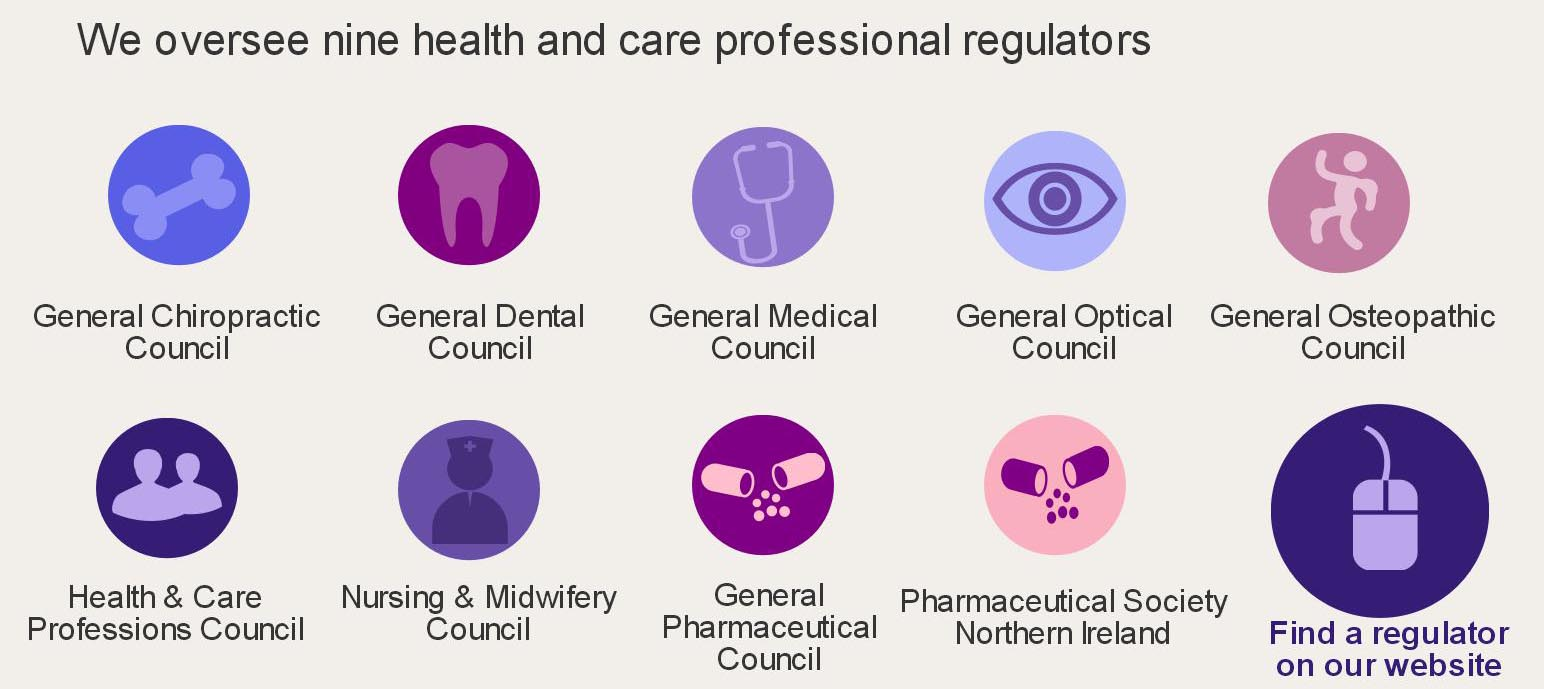 We oversee nine health and care professional regulators
General Chiropractic
Council
General Dental
Council
General Medical
Council
General Optical
Council
General Osteopathic
Council
Health & Care
Professions Council
Nursing & Midwifery
Council
General
Pharmaceutical
Council
Pharmaceutical Society
Northern Ireland
Find a regulator
on our website